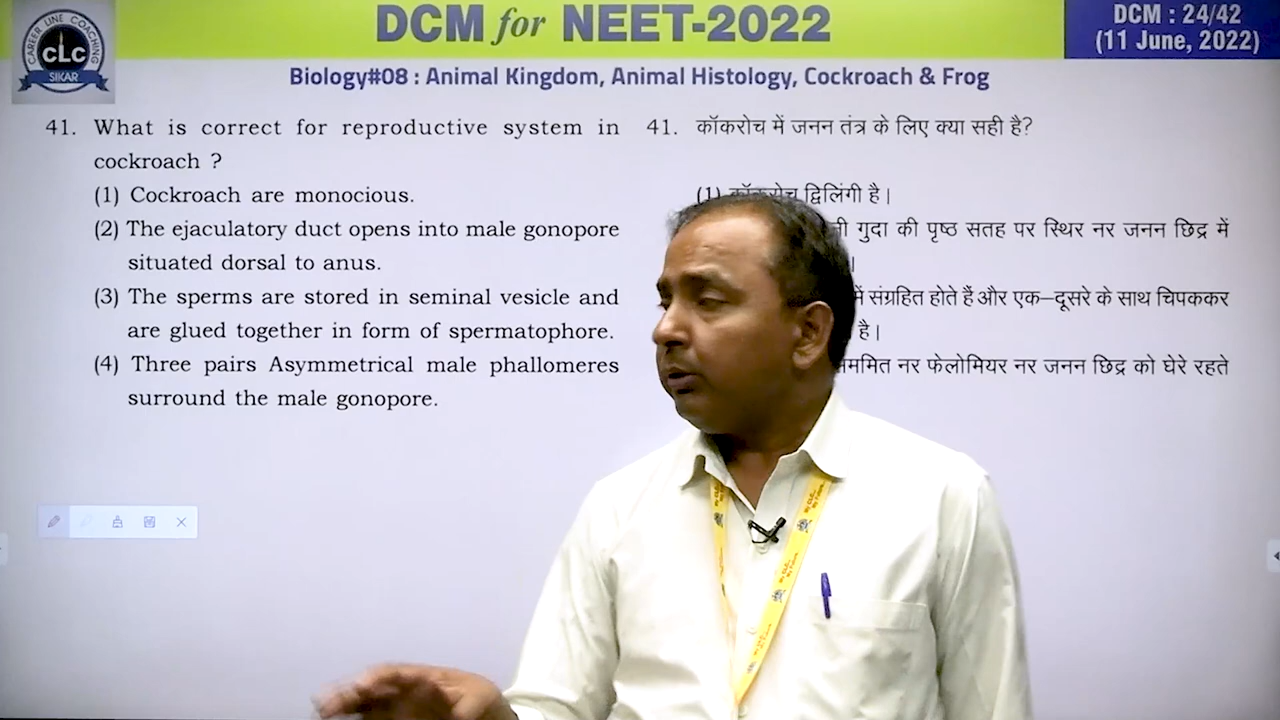 CAREER LINE COACHING
CLC
SIKAR
DCM for NEET-2022
DCM : 24/42
(11 June, 2022)
Biology#08 : Animal Kingdom, Animal Histology, Cockroach & Frog
41. What is correct for reproductive system in
cockroach ?
(1) Cockroach are monocious.
(2) The ejaculatory duct opens into male gonopore
situated dorsal to anus.
(3) The sperms are stored in seminal vesicle and
are glued together in form of spermatophore.
(4) Three pairs Asymmetrical male phallomeres
surround the male gonopore.
41. कॉकरोच में जनन तंत्र के लिए क्या सही है?
(1) कॉकरोच द्विलिंगी है।
गुदा की पृष्ठ सतह पर स्थिर नर जनन छिद्र में
में संग्रहित होते हैं और एक–दूसरे के साथ चिपककर
है।
नर फेलोमियर नर जनन छिद्र को घेरे रहते